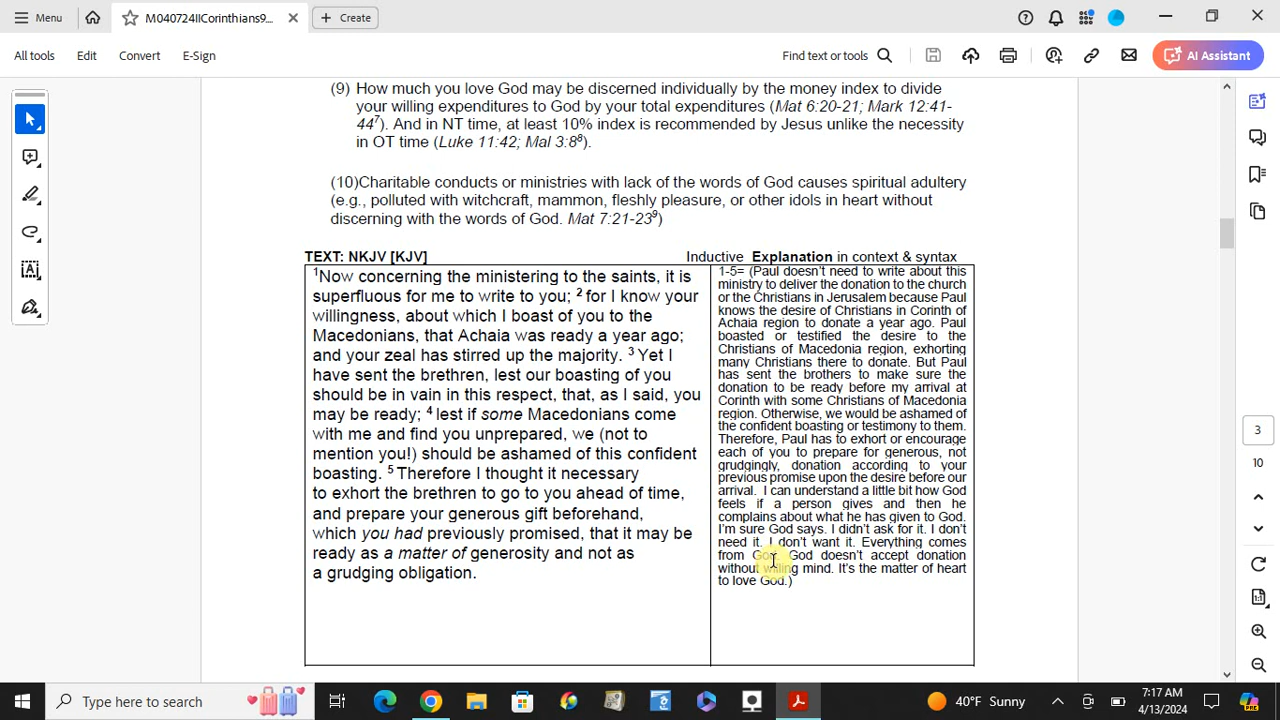 Menu
M040724IICorinthians9...
Create
All tools
Edit
Convert
E-Sign
Find text or tools
AI Assistant
(9) How much you love God may be discerned individually by the money index to divide
your willing expenditures to God by your total expenditures (Mat 6:20-21; Mark 12:41-
44⁷). And in NT time, at least 10% index is recommended by Jesus unlike the necessity
in OT time (Luke 11:42; Mal 3:8⁸).
(10)Charitable conducts or ministries with lack of the words of God causes spiritual adultery
(e.g., polluted with witchcraft, mammon, fleshly pleasure, or other idols in heart without
discerning with the words of God. Mat 7:21-23⁹)
TEXT: NKJV [KJV]
Inductive Explanation in context & syntax
¹Now concerning the ministering to the saints, it is
superfluous for me to write to you; ² for I know your
willingness, about which I boast of you to the
Macedonians, that Achaia was ready a year ago;
and your zeal has stirred up the majority. ³ Yet I
have sent the brethren, lest our boasting of you
should be in vain in this respect, that, as I said, you
may be ready; ⁴ lest if some Macedonians come
with me and find you unprepared, we (not to
mention you!) should be ashamed of this confident
boasting. ⁵ Therefore I thought it necessary
to exhort the brethren to go to you ahead of time,
and prepare your generous gift beforehand,
which you had previously promised, that it may be
ready as a matter of generosity and not as
a grudging obligation.
1-5= (Paul doesn't need to write about this
ministry to deliver the donation to the church
or the Christians in Jerusalem because Paul
knows the desire of Christians in Corinth of
Achaia region to donate a year ago. Paul
boasted or testified the desire to the
Christians of Macedonia region, exhorting
many Christians there to donate. But Paul
has sent the brothers to make sure the
donation to be ready before my arrival at
Corinth with some Christians of Macedonia
region. Otherwise, we would be ashamed of
the confident boasting or testimony to them.
Therefore, Paul has to exhort or encourage
each of you to prepare for generous, not
grudgingly, donation according to your
previous promise upon the desire before our
arrival. I can understand a little bit how God
feels if a person gives and then he
complains about what he has given to God.
I'm sure God says. I didn't ask for it. I don't
need it. I don't want it. Everything comes
from God. God doesn't accept donation
without willing mind. It's the matter of heart
to love God.)
3
10
Type here to search
40°F Sunny
7:17 AM
4/13/2024